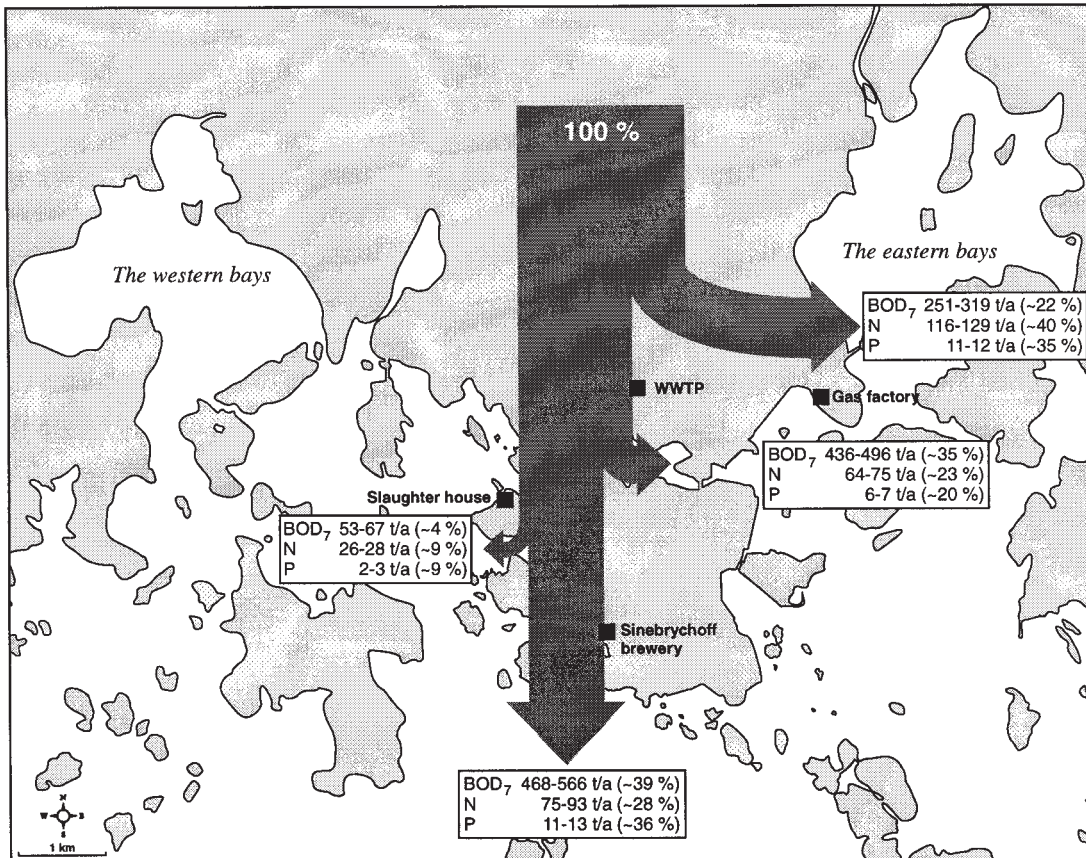 100 %
The western bays
The eastern bays
BOD₇ 251-319 t/a (~22 %)
N 116-129 t/a (~40 %)
P 11-12 t/a (~35 %)
WWTP
Gas factory
BOD₇ 436-496 t/a (~35 %)
N 64-75 t/a (~23 %)
P 6-7 t/a (~20 %)
Slaughter house
BOD₇ 53-67 t/a (~4 %)
N 26-28 t/a (~9 %)
P 2-3 t/a (~9 %)
Sinebrychoff
brewery
BOD₇ 468-566 t/a (~39 %)
N 75-93 t/a (~28 %)
P 11-13 t/a (~36 %)
N
W
S
1 km